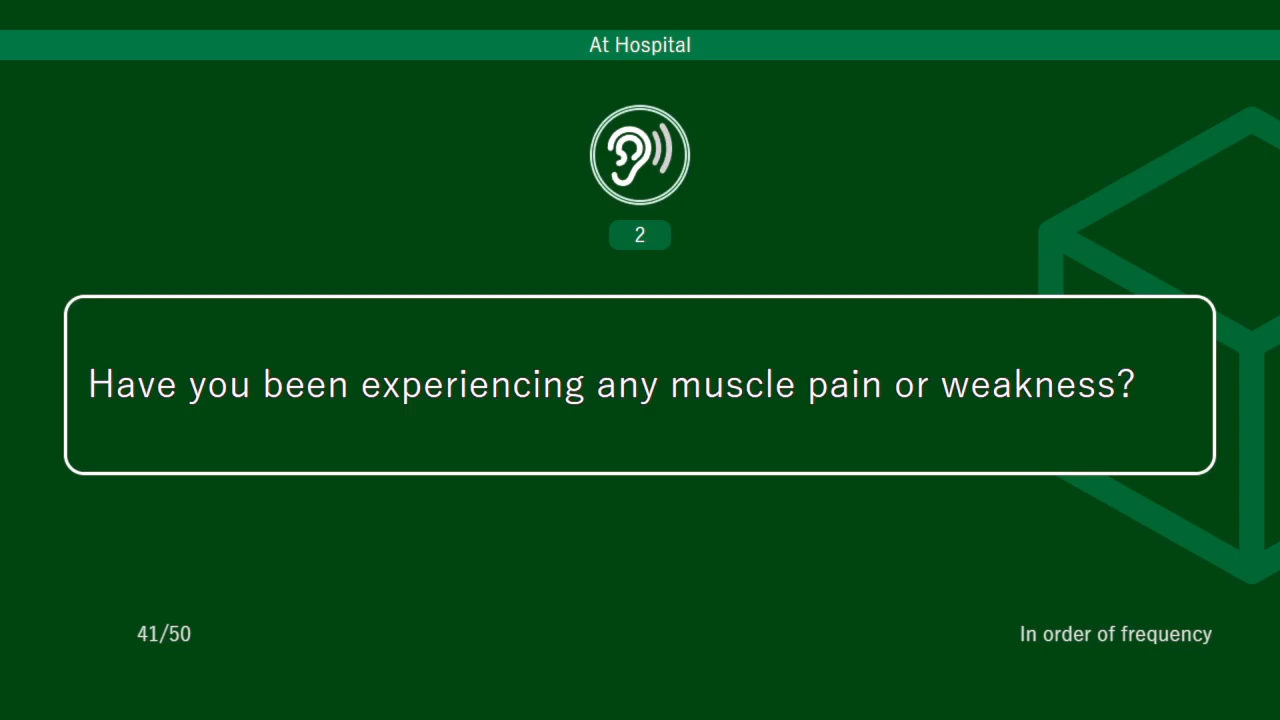 At Hospital
2
Have you been experiencing any muscle pain or weakness?
41/50
In order of frequency